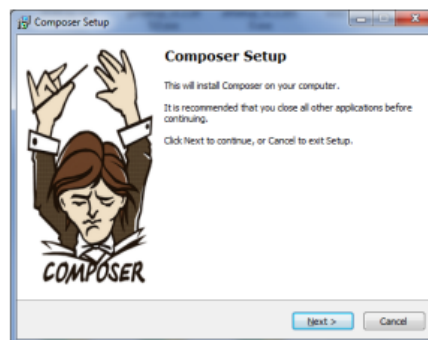 Composer Setup
Composer Setup
This will install Composer on your computer.
It is recommended that you close all other applications before
continuing.
Click Next to continue, or Cancel to exit Setup.
COMPOSER
Next >
Cancel